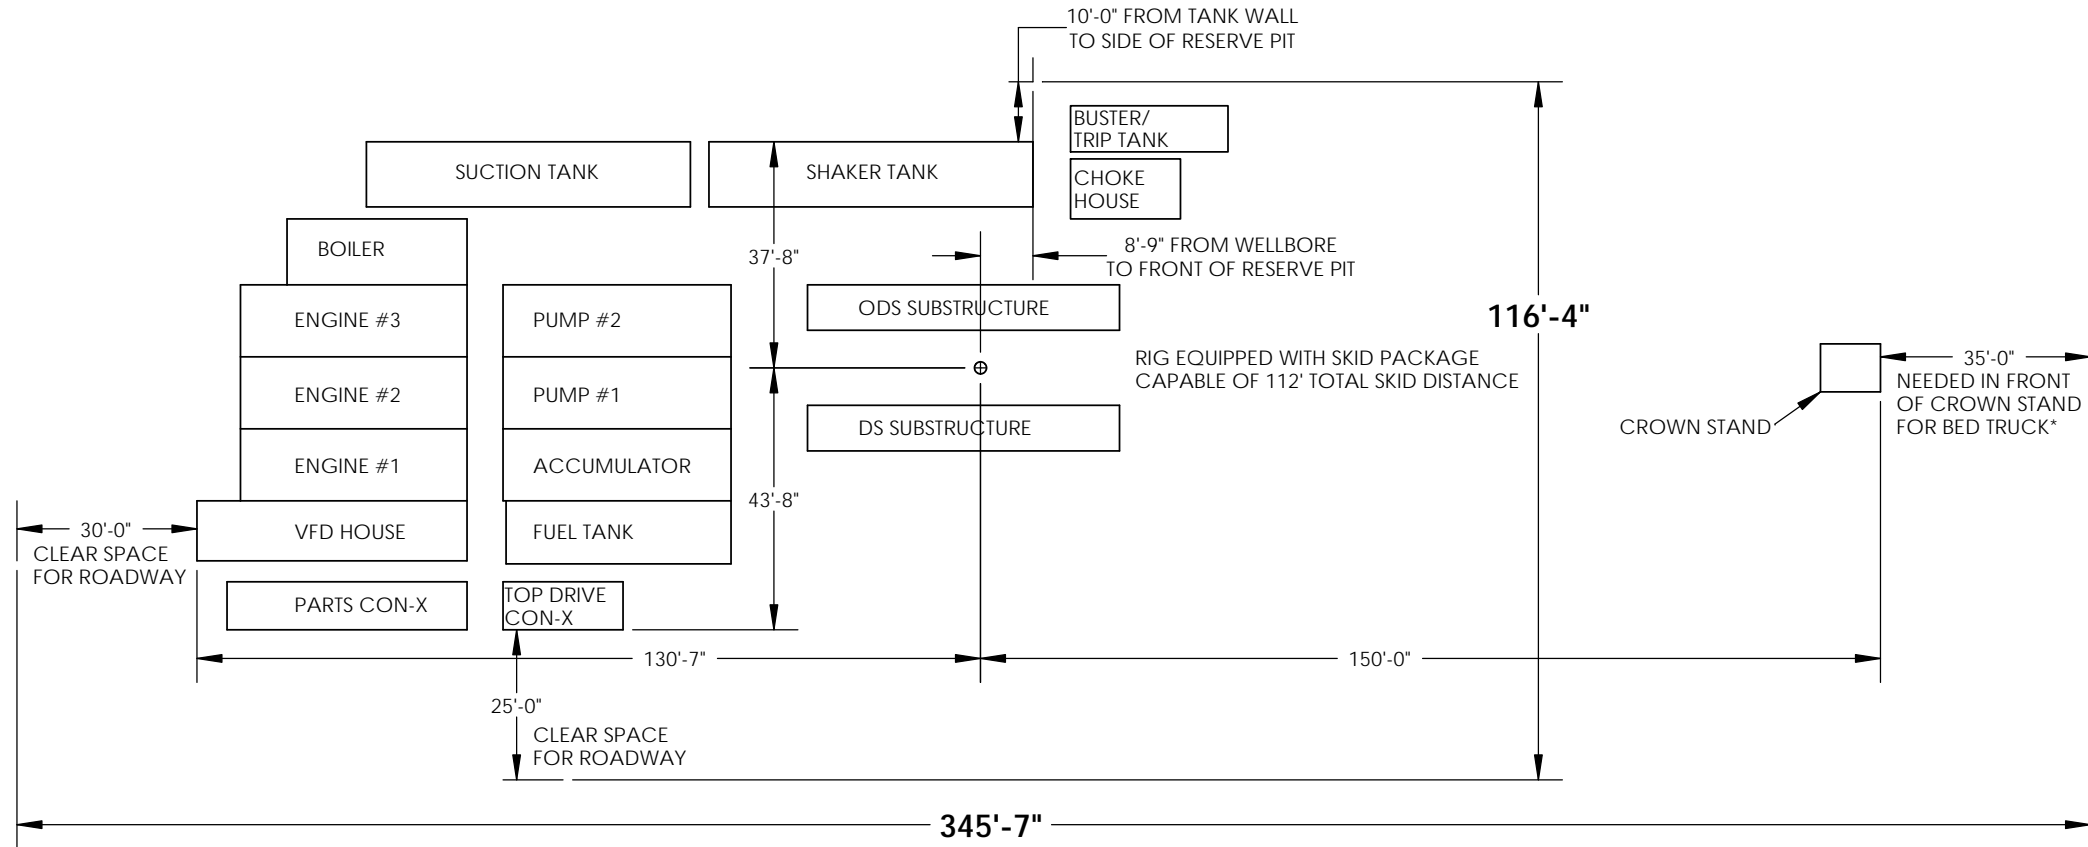 10'-0" FROM TANK WALL
TO SIDE OF RESERVE PIT
BUSTER/
TRIP TANK
SUCTION TANK
SHAKER TANK
CHOKE
HOUSE
BOILER
37'-8"
8'-9" FROM WELLBORE
TO FRONT OF RESERVE PIT
ENGINE #3
PUMP #2
ODS SUBSTRUCTURE
116'-4"
RIG EQUIPPED WITH SKID PACKAGE
CAPABLE OF 112' TOTAL SKID DISTANCE
35'-0"
NEEDED IN FRONT
OF CROWN STAND
FOR BED TRUCK*
CROWN STAND
ENGINE #2
PUMP #1
DS SUBSTRUCTURE
ENGINE #1
ACCUMULATOR
43'-8"
30'-0"
CLEAR SPACE
FOR ROADWAY
VFD HOUSE
FUEL TANK
PARTS CON-X
TOP DRIVE
CON-X
130'-7"
150'-0"
25'-0"
CLEAR SPACE
FOR ROADWAY
345'-7"